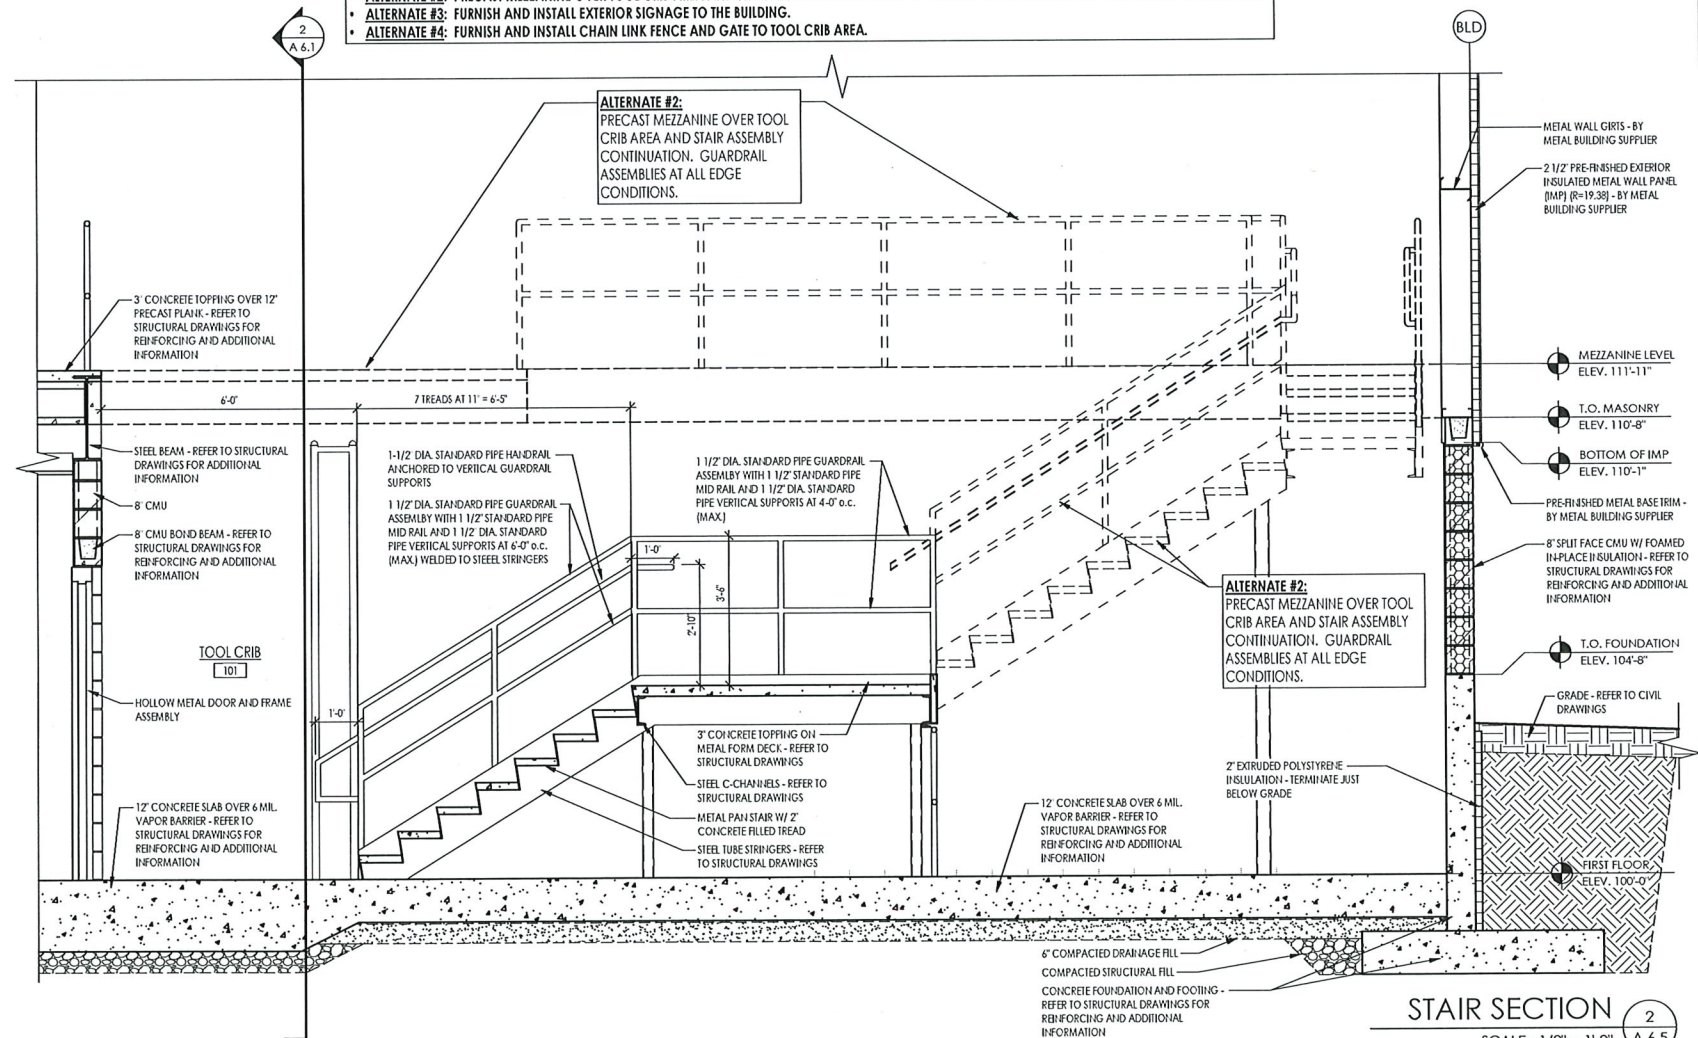 • ALTERNATE #3: FURNISH AND INSTALL EXTERIOR SIGNAGE TO THE BUILDING.
• ALTERNATE #4: FURNISH AND INSTALL CHAIN LINK FENCE AND GATE TO TOOL CRIB AREA.
2
A 6.1
BLD
ALTERNATE #2:
PRECAST MEZZANINE OVER TOOL
CRIB AREA AND STAIR ASSEMBLY
CONTINUATION. GUARDRAIL
ASSEMBLIES AT ALL EDGE
CONDITIONS.
METAL WALL GIRTS - BY
METAL BUILDING SUPPLIER
2 1/2" PRE-FINISHED EXTERIOR
INSULATED METAL WALL PANEL
(IMP) (R=19.38) - BY METAL
BUILDING SUPPLIER
3" CONCRETE TOPPING OVER 12"
PRECAST PLANK - REFER TO
STRUCTURAL DRAWINGS FOR
REINFORCING AND ADDITIONAL
INFORMATION
MEZZANINE LEVEL
ELEV. 111'-11"
6'-0"
7 TREADS AT 11" = 6'-5"
T.O. MASONRY
ELEV. 110'-8"
STEEL BEAM - REFER TO STRUCTURAL
DRAWINGS FOR ADDITIONAL
INFORMATION
1-1/2" DIA. STANDARD PIPE HANDRAIL
ANCHORED TO VERTICAL GUARDRAIL
SUPPORTS
1 1/2" DIA. STANDARD PIPE GUARDRAIL
ASSEMBLY WITH 1 1/2" STANDARD PIPE
MID RAIL AND 1 1/2" DIA. STANDARD
PIPE VERTICAL SUPPORTS AT 4'-0" o.c.
(MAX.)
BOTTOM OF IMP
ELEV. 110'-1"
8" CMU
1 1/2" DIA. STANDARD PIPE GUARDRAIL
ASSEMLBY WITH 1 1/2" STANDARD PIPE
MID RAIL AND 1 1/2" DIA. STANDARD
PIPE VERTICAL SUPPORTS AT 6'-0" o.c.
(MAX.) WELDED TO STEEL STRINGERS
PRE-FINISHED METAL BASE TRIM -
BY METAL BUILDING SUPPLIER
8" CMU BOND BEAM - REFER TO
STRUCTURAL DRAWINGS FOR
REINFORCING AND ADDITIONAL
INFORMATION
8" SPLIT FACE CMU W/ FOAMED
IN-PLACE INSULATION - REFER TO
STRUCTURAL DRAWINGS FOR
REINFORCING AND ADDITIONAL
INFORMATION
1'-0"
3'-6"
2'-10"
ALTERNATE #2:
PRECAST MEZZANINE OVER TOOL
CRIB AREA AND STAIR ASSEMBLY
CONTINUATION. GUARDRAIL
ASSEMBLIES AT ALL EDGE
CONDITIONS.
TOOL CRIB
101
T.O. FOUNDATION
ELEV. 104'-8"
HOLLOW METAL DOOR AND FRAME
ASSEMBLY
1'-0"
GRADE - REFER TO CIVIL
DRAWINGS
3" CONCRETE TOPPING ON
METAL FORM DECK - REFER TO
STRUCTURAL DRAWINGS
STEEL C-CHANNELS - REFER TO
STRUCTURAL DRAWINGS
METAL PAN STAIR W/ 2"
CONCRETE FILLED TREAD
STEEL TUBE STRINGERS - REFER
TO STRUCTURAL DRAWINGS
2" EXTRUDED POLYSTYRENE
INSULATION - TERMINATE JUST
BELOW GRADE
12" CONCRETE SLAB OVER 6 MIL.
VAPOR BARRIER - REFER TO
STRUCTURAL DRAWINGS FOR
REINFORCING AND ADDITIONAL
INFORMATION
12" CONCRETE SLAB OVER 6 MIL.
VAPOR BARRIER - REFER TO
STRUCTURAL DRAWINGS FOR
REINFORCING AND ADDITIONAL
INFORMATION
FIRST FLOOR
ELEV. 100'-0"
6" COMPACTED DRAINAGE FILL
COMPACTED STRUCTURAL FILL
CONCRETE FOUNDATION AND FOOTING -
REFER TO STRUCTURAL DRAWINGS FOR
REINFORCING AND ADDITIONAL
INFORMATION
STAIR SECTION
2
A 6.5